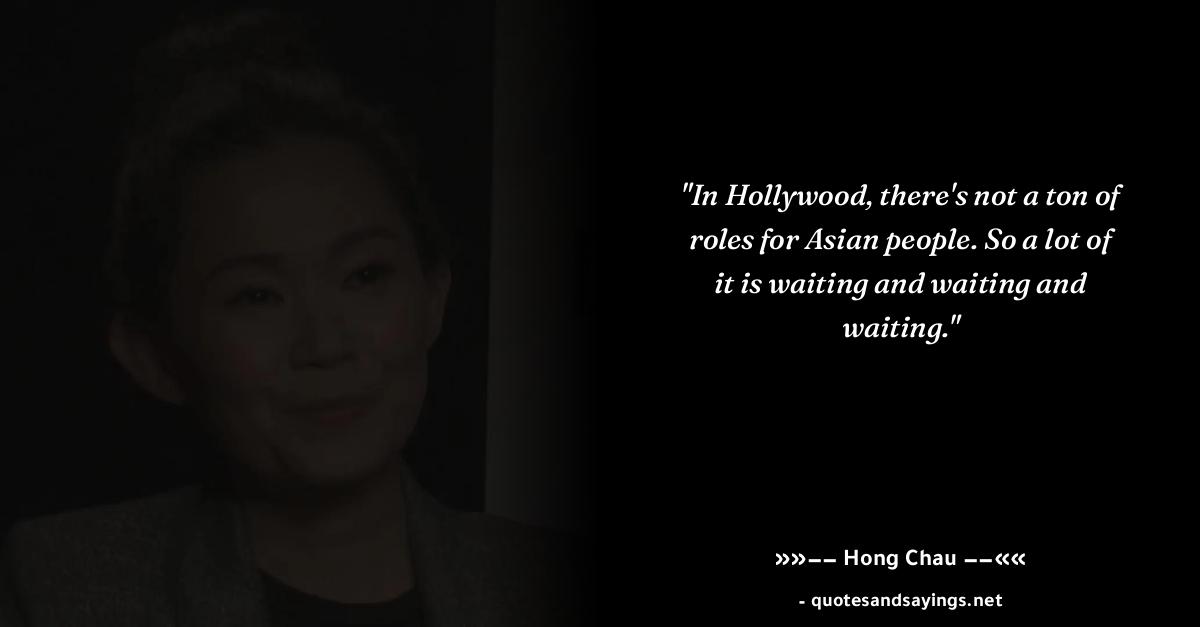 "In Hollywood, there's not a ton of
roles for Asian people. So a lot of
it is waiting and waiting and
waiting."
»»–– Hong Chau ––««
- quotesandsayings.net